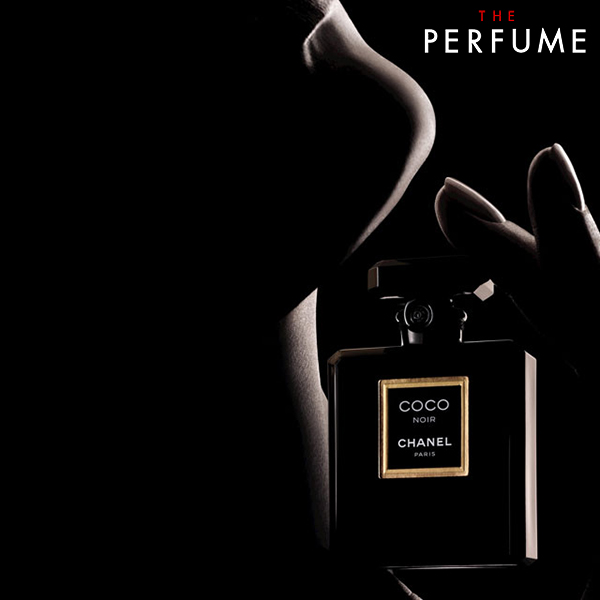 THE
PERFUME
COCO
NOIR
CHANEL
PARIS